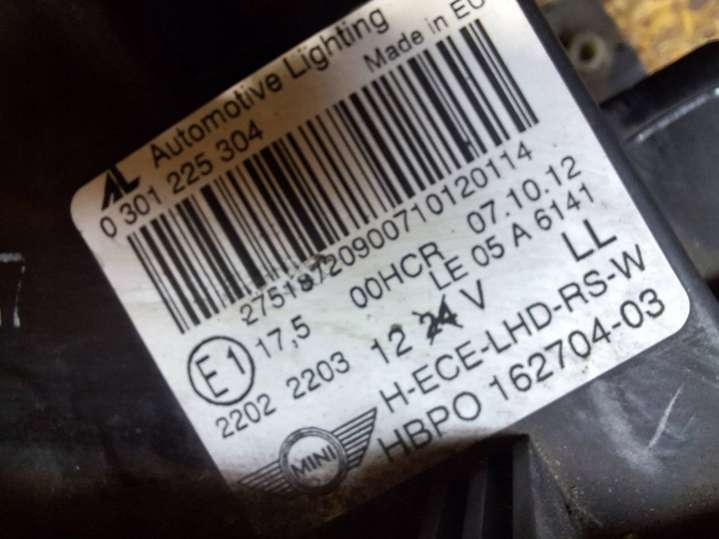 AL Automotive Lighting
Made in EU
0 301 225 304
00710120114
00HCR 07.10.12
LE 05 A 6141
E1 17,5
2202 2203
12 24 V LL
MINI
H-ECE-LHD-RS-W
HBPO 162704-03